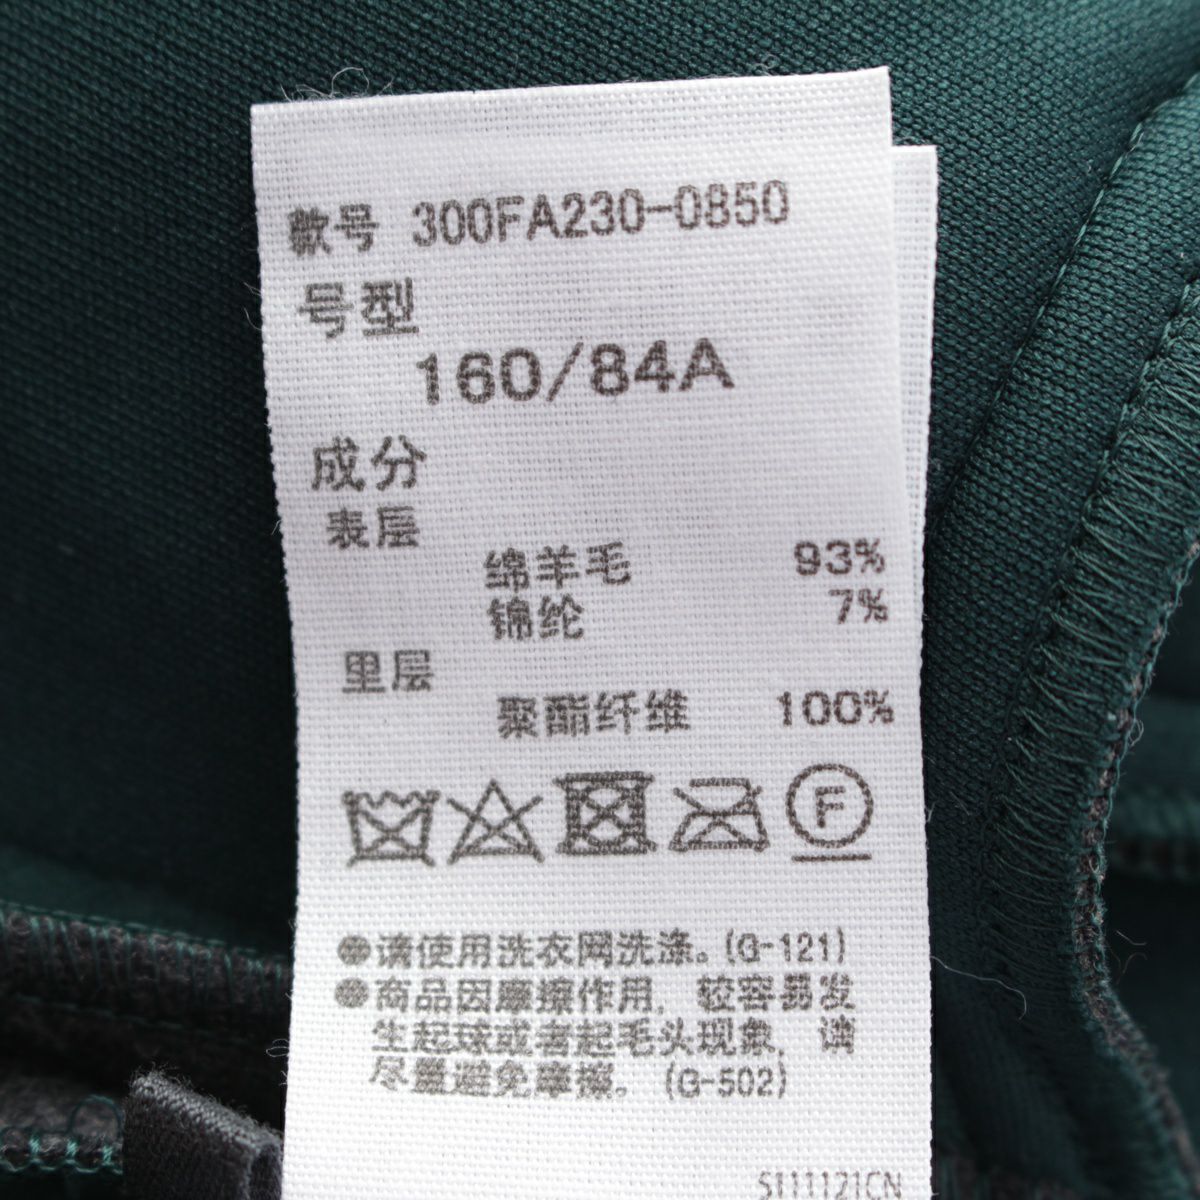 款号 300FA230-0850
号型
160/84A
成分
表层
绵羊毛 93%
锦纶 7%
里层
聚酯纤维 100%
F
●请使用洗衣网洗涤。(G-121)
●商品因摩擦作用，较容易发
生起球或者起毛头现象，请
尽量避免摩擦。(G-502)
S111121CN